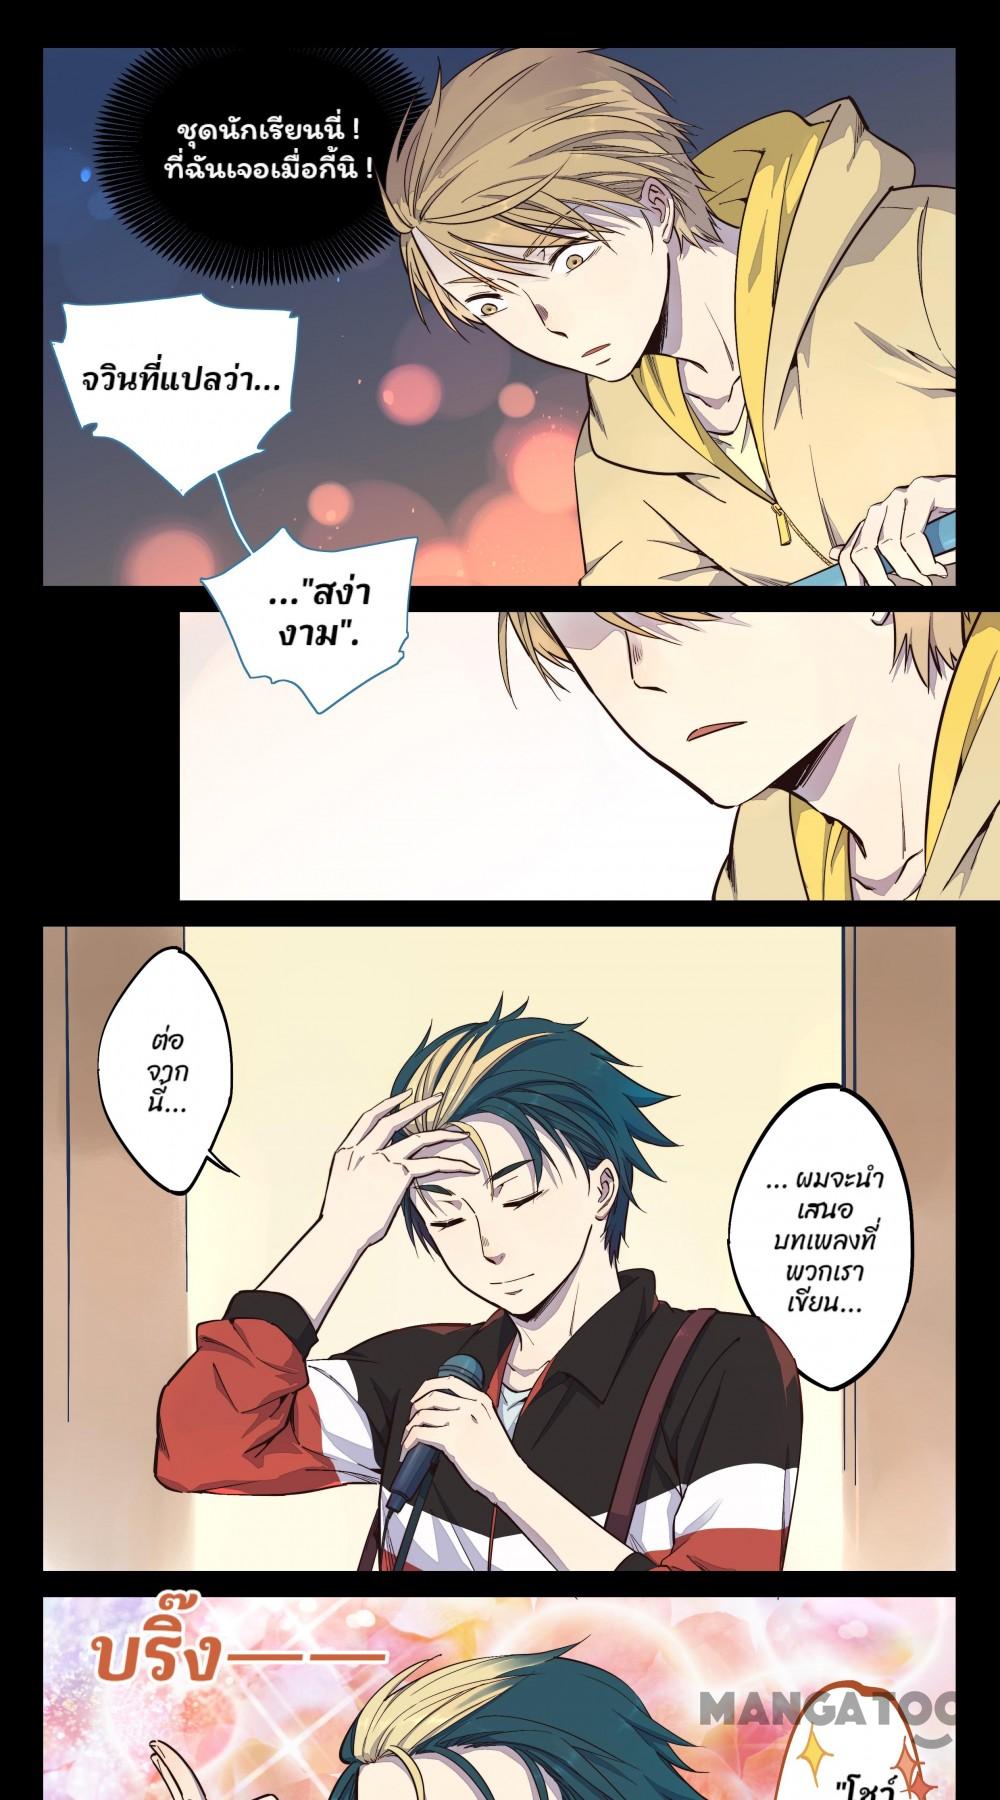 ชุดนักเรียนนี่ !
ที่ฉันเจอเมื่อกี้นิ !
จวินที่แปลว่า...
..."สง่า
งาม".
ต่อ
จาก
นี้...
... ผมจะนำ
เสนอ
บทเพลงที่
พวกเรา
เขียน...
บริ๊ง——
MANGATOO
"โชว์